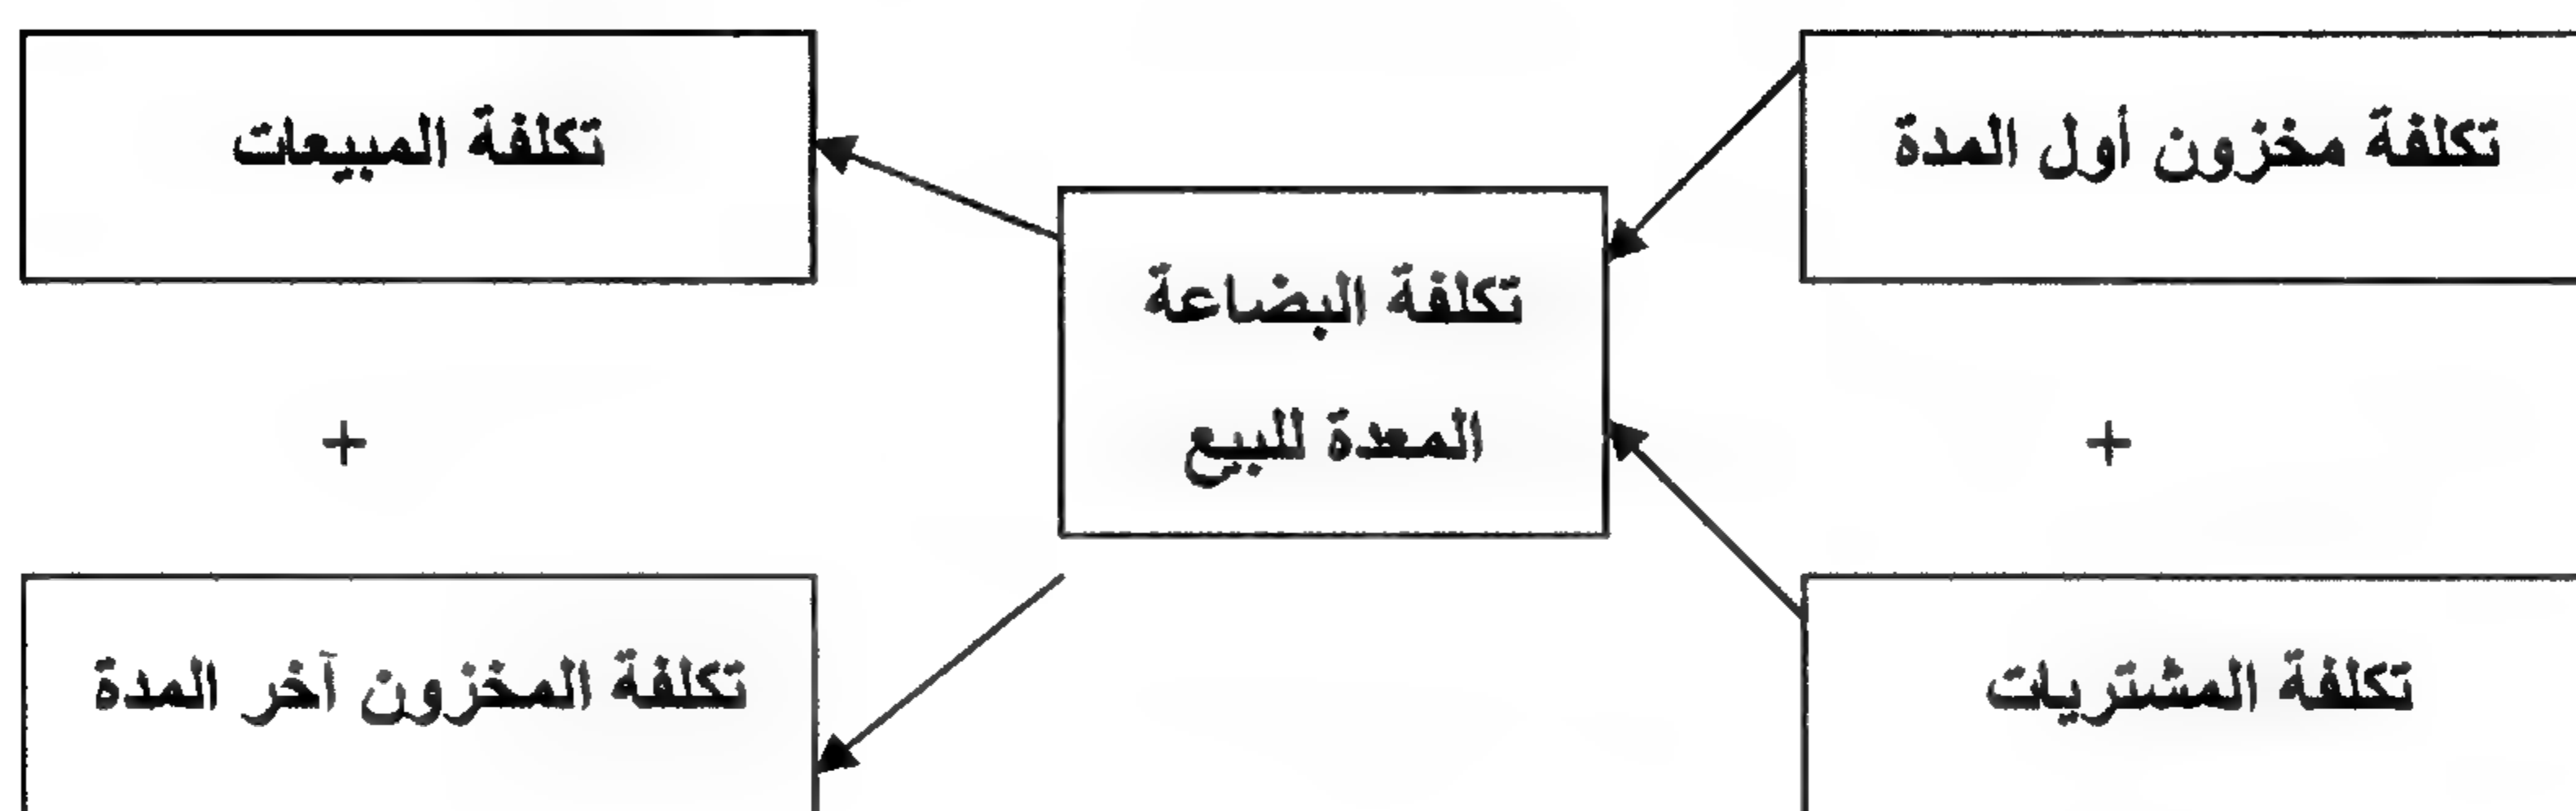 تكلفة مخزون أول المدة
تكلفة المبيعات
تكلفة البضاعة
المعدة للبيع
+
+
تكلفة المشتريات
تكلفة المخزون آخر المدة